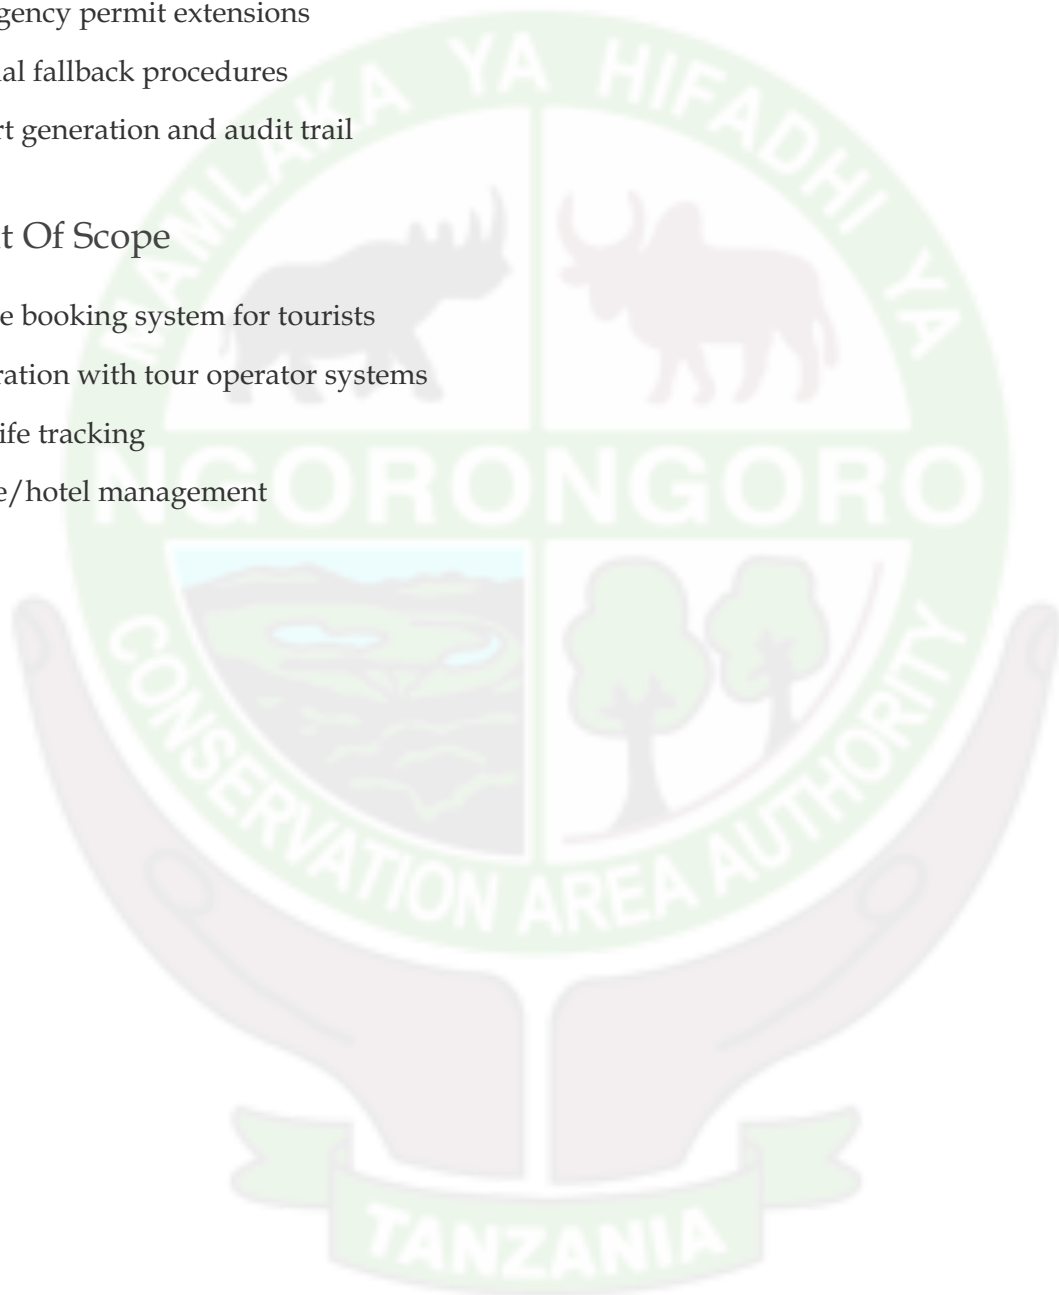 gency permit extensions
al fallback procedures
rt generation and audit trail
t Of Scope
e booking system for tourists
ration with tour operator systems
ife tracking
e/hotel management
MAMLAKA YA HIFADHI YA
NGORONGORO
CONSERVATION AREA AUTHORITY
TANZANIA